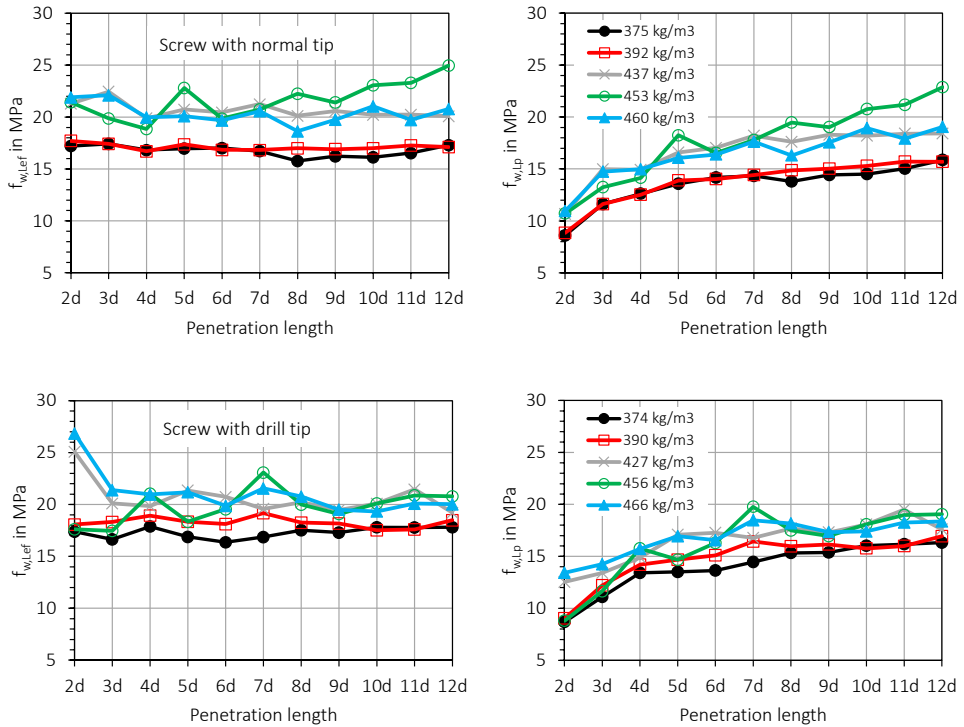 30
25
20
15
10
5
f_w,Lef in MPa
Screw with normal tip
2d 3d 4d 5d 6d 7d 8d 9d 10d 11d 12d
Penetration length
30
25
20
15
10
5
f_w,Lp in MPa
375 kg/m3
392 kg/m3
437 kg/m3
453 kg/m3
460 kg/m3
2d 3d 4d 5d 6d 7d 8d 9d 10d 11d 12d
Penetration length
30
25
20
15
10
5
f_w,Lef in MPa
Screw with drill tip
2d 3d 4d 5d 6d 7d 8d 9d 10d 11d 12d
Penetration length
30
25
20
15
10
5
f_w,Lp in MPa
374 kg/m3
390 kg/m3
427 kg/m3
456 kg/m3
466 kg/m3
2d 3d 4d 5d 6d 7d 8d 9d 10d 11d 12d
Penetration length